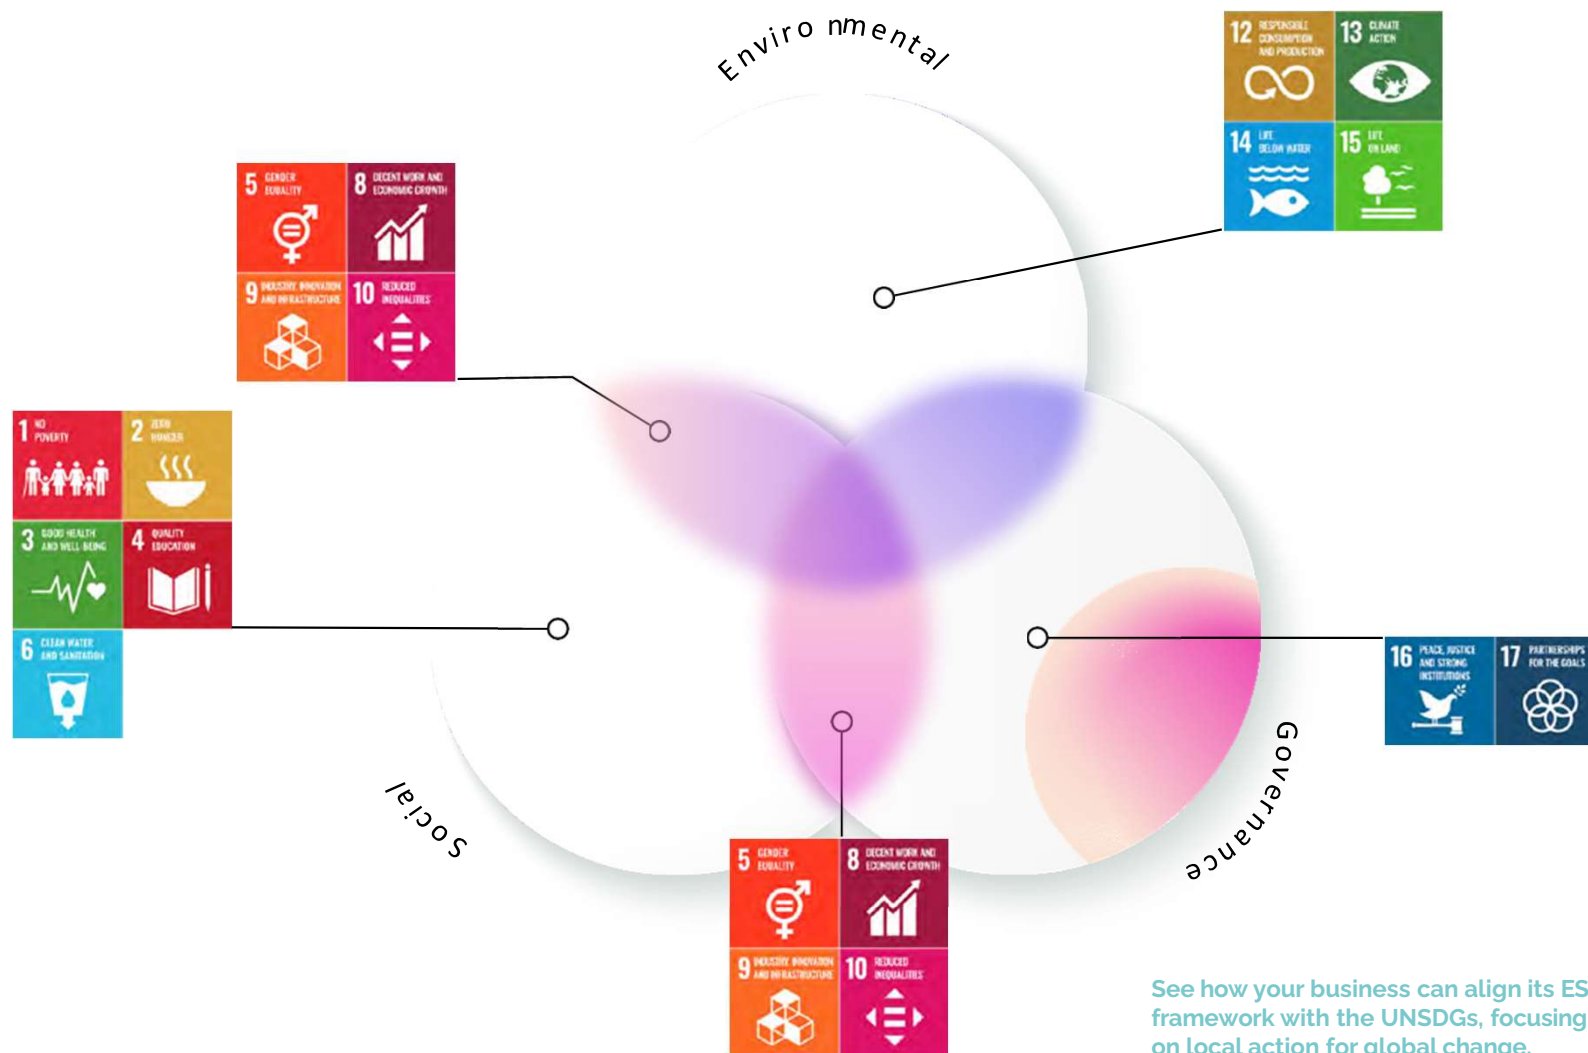 Environmental
12 RESPONSIBLE
CONSUMPTION
AND PRODUCTION
13 CLIMATE
ACTION
14 LIFE
BELOW WATER
15 LIFE
ON LAND
5 GENDER
EQUALITY
8 DECENT WORK AND
ECONOMIC GROWTH
9 INDUSTRY, INNOVATION
AND INFRASTRUCTURE
10 REDUCED
INEQUALITIES
1 NO
POVERTY
2 ZERO
HUNGER
3 GOOD HEALTH
AND WELL-BEING
4 QUALITY
EDUCATION
6 CLEAN WATER
AND SANITATION
16 PEACE, JUSTICE
AND STRONG
INSTITUTIONS
17 PARTNERSHIPS
FOR THE GOALS
Social
Governance
5 GENDER
EQUALITY
8 DECENT WORK AND
ECONOMIC GROWTH
9 INDUSTRY, INNOVATION
AND INFRASTRUCTURE
10 REDUCED
INEQUALITIES
See how your business can align its ES
framework with the UNSDGs, focusing
on local action for global change.